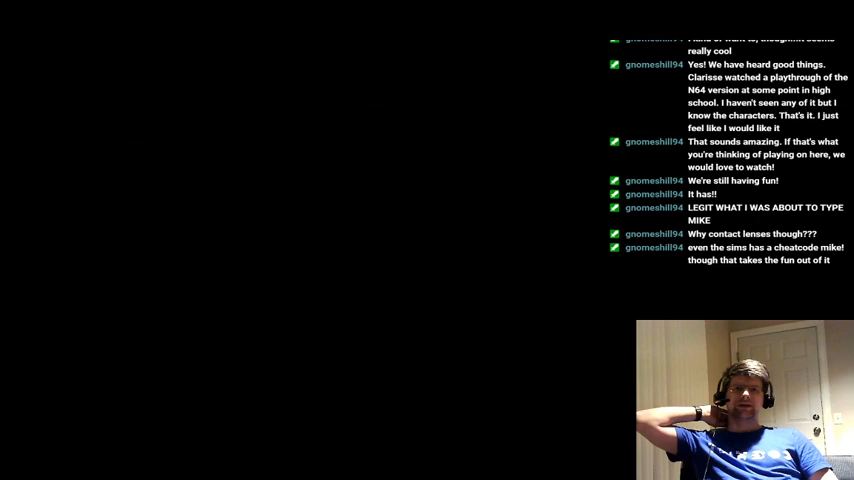 really cool
gnomeshill94 Yes! We have heard good things.
Clarisse watched a playthrough of the
N64 version at some point in high
school. I haven't seen any of it but I
know the characters. That's it. I just
feel like I would like it
gnomeshill94 That sounds amazing. If that's what
you're thinking of playing on here, we
would love to watch!
gnomeshill94 We're still having fun!
gnomeshill94 It has!!
gnomeshill94 LEGIT WHAT I WAS ABOUT TO TYPE
MIKE
gnomeshill94 Why contact lenses though???
gnomeshill94 even the sims has a cheatcode mike!
though that takes the fun out of it